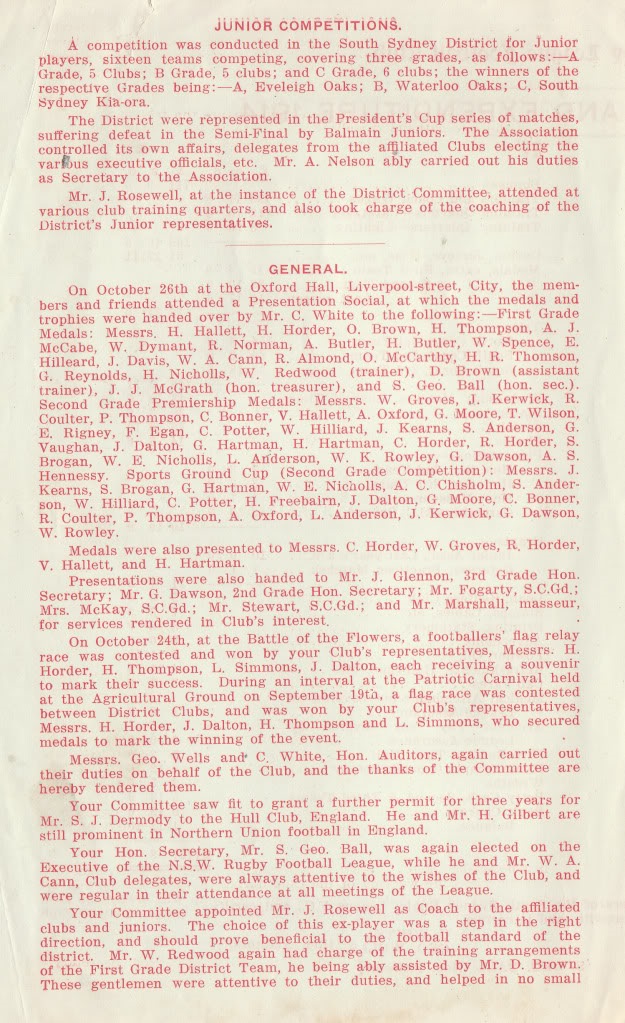 JUNIOR COMPETITIONS.
A competition was conducted in the South Sydney District for Junior
players, sixteen teams competing, covering three grades, as follows:—A
Grade, 5 Clubs; B Grade, 5 clubs; and C Grade, 6 clubs; the winners of the
respective Grades being:—A, Eveleigh Oaks; B, Waterloo Oaks; C, South
Sydney Kia-ora.
The District were represented in the President's Cup series of matches,
suffering defeat in the Semi-Final by Balmain Juniors. The Association
controlled its own affairs, delegates from the affiliated Clubs electing the
various executive officials, etc. Mr. A. Nelson ably carried out his duties
as Secretary to the Association.
Mr. J. Rosewell, at the instance of the District Committee, attended at
various club training quarters, and also took charge of the coaching of the
District's Junior representatives.
GENERAL.
On October 26th at the Oxford Hall, Liverpool-street, City, the mem-
bers and friends attended a Presentation Social, at which the medals and
trophies were handed over by Mr. C. White to the following:—First Grade
Medals: Messrs. H. Hallett, H. Horder, O. Brown, H. Thompson, A. J.
McCabe, W. Dymant, R. Norman, A. Butler, H. Butler, W. Spence, E.
Hilleard, J. Davis, W. A. Cann, R. Almond, O. McCarthy, H. R. Thomson,
G. Reynolds, H. Nicholls, W. Redwood (trainer), D. Brown (assistant
trainer), J. J. McGrath (hon. treasurer), and S. Geo. Ball (hon. sec.).
Second Grade Premiership Medals: Messrs. W. Groves, J. Kerwick, R.
Coulter, P. Thompson, C. Bonner, V. Hallett, A. Oxford, G. Moore, T. Wilson,
E. Rigney, F. Egan, C. Potter, W. Hilliard, J. Kearns, S. Anderson, G.
Vaughan, J. Dalton, G. Hartman, H. Hartman, C. Horder, R. Horder, S.
Brogan, W. E. Nicholls, L. Anderson, W. K. Rowley, G. Dawson, A. S.
Hennessy. Sports Ground Cup (Second Grade Competition): Messrs. J.
Kearns, S. Brogan, G. Hartman, W. E. Nicholls, A. C. Chisholm, S. Ander-
son, W. Hilliard, C. Potter, H. Freebairn, J. Dalton, G. Moore, C. Bonner,
R. Coulter, P. Thompson, A. Oxford, L. Anderson, J. Kerwick, G. Dawson,
W. Rowley.
Medals were also presented to Messrs. C. Horder, W. Groves, R. Horder,
V. Hallett, and H. Hartman.
Presentations were also handed to Mr. J. Glennon, 3rd Grade Hon.
Secretary; Mr. G. Dawson, 2nd Grade Hon. Secretary; Mr. Fogarty, S.C.Gd.;
Mrs. McKay, S.C.Gd.; Mr. Stewart, S.C.Gd.; and Mr. Marshall, masseur,
for services rendered in Club's interest.
On October 24th, at the Battle of the Flowers, a footballers' flag relay
race was contested and won by your Club's representatives, Messrs. H.
Horder, H. Thompson, L. Simmons, J. Dalton, each receiving a souvenir
to mark their success. During an interval at the Patriotic Carnival held
at the Agricultural Ground on September 19th, a flag race was contested
between District Clubs, and was won by your Club's representatives,
Messrs. H. Horder, J. Dalton, H. Thompson and L. Simmons, who secured
medals to mark the winning of the event.
Messrs. Geo. Wells and C. White, Hon. Auditors, again carried out
their duties on behalf of the Club, and the thanks of the Committee are
hereby tendered them.
Your Committee saw fit to grant a further permit for three years for
Mr. S. J. Dermody to the Hull Club, England. He and Mr. H. Gilbert are
still prominent in Northern Union football in England.
Your Hon. Secretary, Mr. S. Geo. Ball, was again elected on the
Executive of the N.S.W. Rugby Football League, while he and Mr. W. A.
Cann, Club delegates, were always attentive to the wishes of the Club, and
were regular in their attendance at all meetings of the League.
Your Committee appointed Mr. J. Rosewell as Coach to the affiliated
clubs and juniors. The choice of this ex-player was a step in the right
direction, and should prove beneficial to the football standard of the
district. Mr. W. Redwood again had charge of the training arrangements
of the First Grade District Team, he being ably assisted by Mr. D. Brown.
These gentlemen were attentive to their duties, and helped in no small